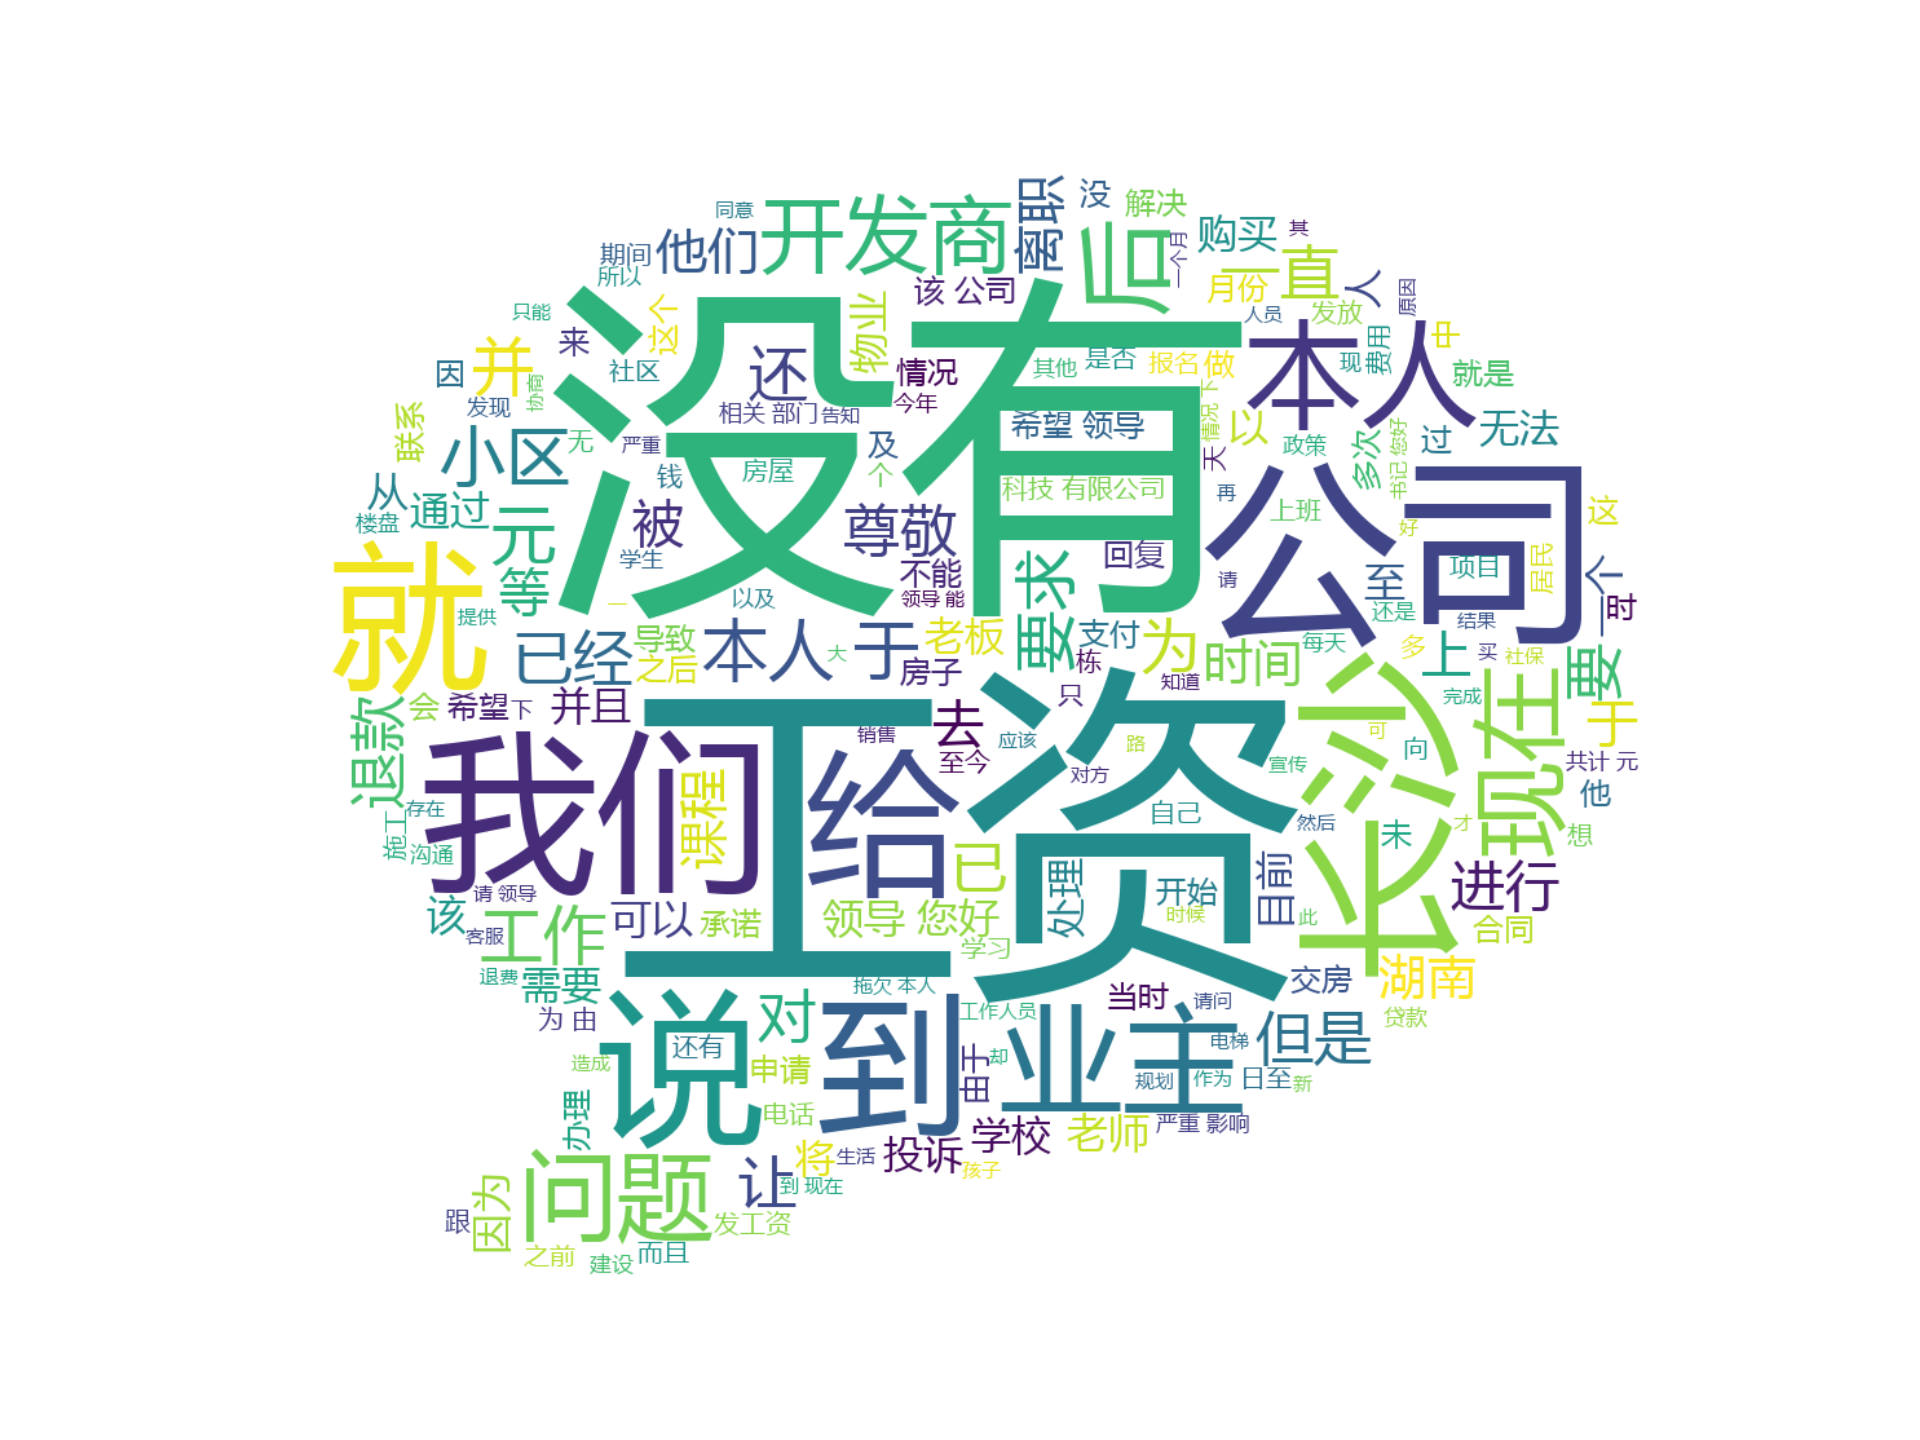 同意
他们
开发商
离职
没
解决
期间
所以
后
购买
其
一个月
一直
人
月份
原因
只能
该 公司
人员
发放
来
这个
物业
没有
本人
现
费用
中
因
并
社区
还
情况
其他
是否
报名
做
就是
发现
协商
相关 部门
告知
今年
希望 领导
情况 下
以
政策
多次
书记 您好
过
无法
联系
小区
无
严重
及
个
天
从
通过
楼盘
元
钱
房屋
科技 有限公司
再
公司
上班
好
这
被
尊敬
回复
学生
不能
要求
请
至
项目
居民
一个
就
等
提供
一
以及
领导 能
还是
结果
时
已经
导致
之后
本人
大
于
老板
房子
支付
栋
为
时间
每天
多
上
买
社保
要
知道
完成
会
希望
下
并且
工资
去
只
长沙
现在
于
退款
我们
销售
至今
应该
路
可
向
共计 元
课程
给
对方
宣传
他
存在
施工
沟通
自己
然后
未
才
想
请 领导
已
处理
开始
目前
进行
该
客服
工作
可以
承诺
领导 您好
时候
此
合同
学习
退费
需要
拖欠 本人
当时
请问
交房
湖南
为 由
说
对
到
工作人员
业主
但是
贷款
还有
造成
申请
由于
却
电梯
规划
作为
日至
新
办理
电话
老师
严重 影响
学校
投诉
将
生活
孩子
问题
让
到 现在
跟
因为
发工资
之前
建设
而且